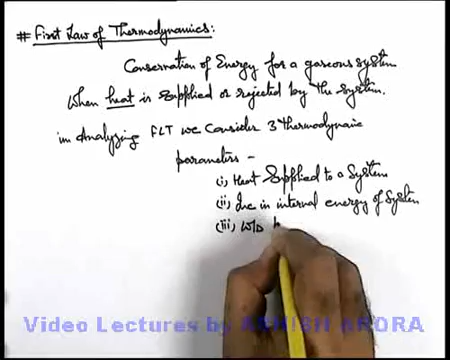 # First Law of Thermodynamics:
Conservation of Energy for a gaseous system
When heat is Supplied or rejected by the System.
in Analyzing FLT we Consider 3 thermodynamic
parameters -
(i) Heat Supplied to a System
(ii) Inc in internal energy of System
(iii) W/D
Video Lectures by ASHISH ARORA